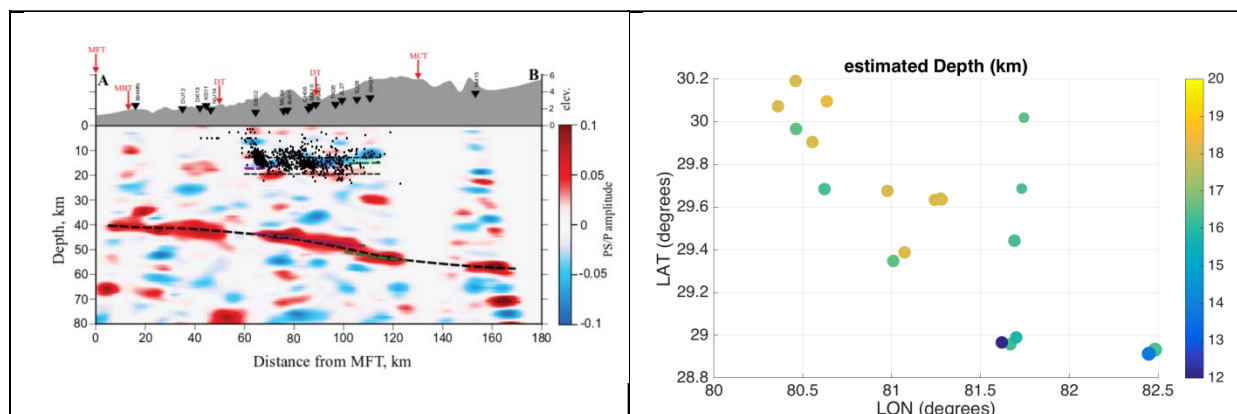 MFT
MCT
A
MHT
DT
DT
B
elev.
6
4
2
0
0
10
20
30
40
50
60
70
80
Depth, km
0 20 40 60 80 100 120 140 160 180
Distance from MFT, km
0.1
0.05
0
-0.05
-0.1
PS/P amplitude
estimated Depth (km)
30.2
30
29.8
29.6
29.4
29.2
29
28.8
LAT (degrees)
80 80.5 81 81.5 82 82.5
LON (degrees)
20
19
18
17
16
15
14
13
12